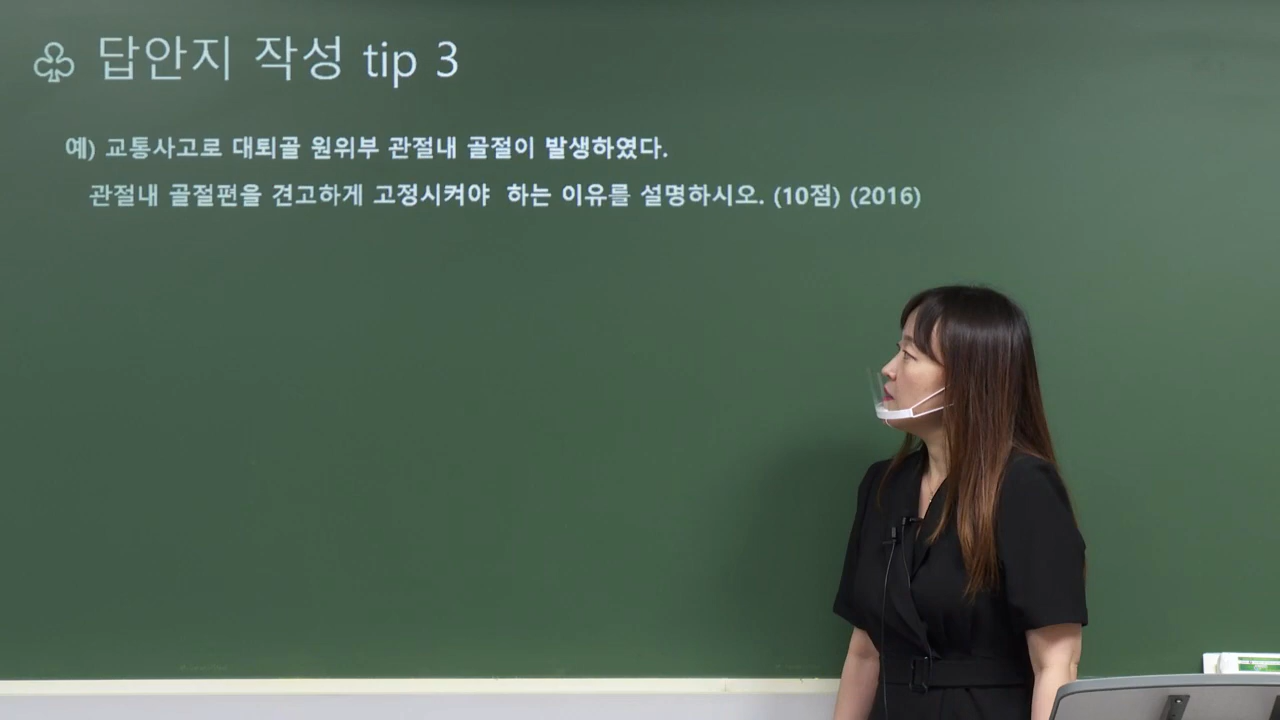 ♧ 답안지 작성 tip 3
예) 교통사고로 대퇴골 원위부 관절내 골절이 발생하였다.
관절내 골절편을 견고하게 고정시켜야 하는 이유를 설명하시오. (10점) (2016)